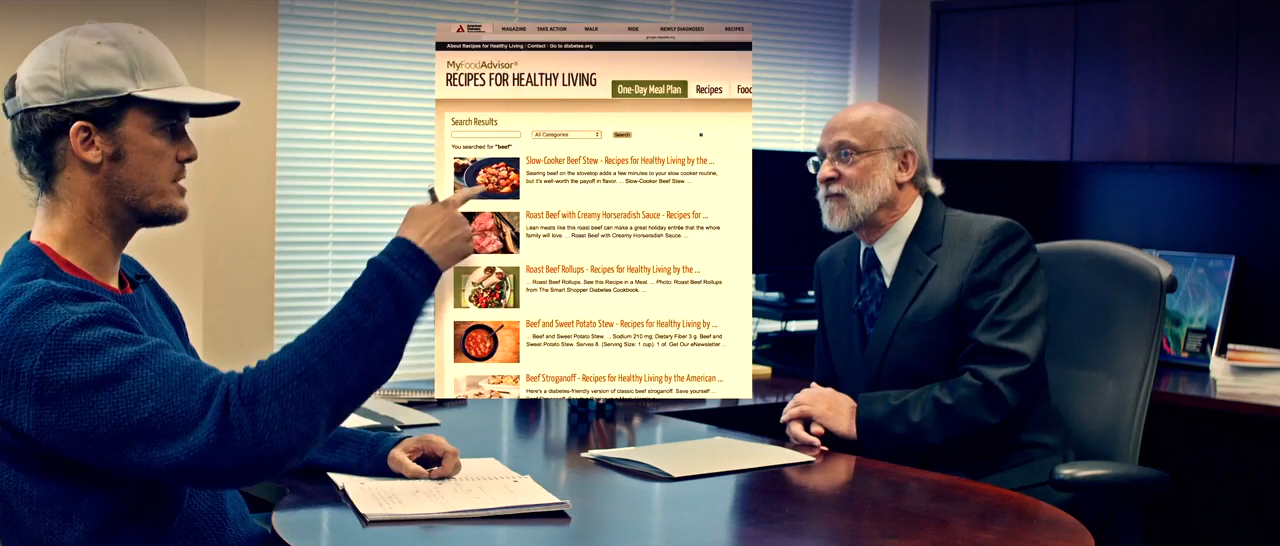 American Diabetes
MAGAZINE TAKE ACTION WALK RIDE NEWLY DIAGNOSED RECIPES
About Recipes for Healthy Living | Contact | Go to diabetes.org
MyFoodAdvisor®
RECIPES FOR HEALTHY LIVING
One-Day Meal Plan Recipes Food
Search Results
All Categories Search
You searched for "beef"
Slow-Cooker Beef Stew - Recipes for Healthy Living by the ...
Searing beef on the stovetop adds a few minutes to your slow cooker routine,
but it's well-worth the payoff in flavor. ... Slow-Cooker Beef Stew. ...
Roast Beef with Creamy Horseradish Sauce - Recipes for ...
Lean meats like this roast beef can make a great holiday entrée that the whole
family will love. ... Roast Beef with Creamy Horseradish Sauce. ...
Roast Beef Rollups - Recipes for Healthy Living by the ...
... Roast Beef Rollups. See this Recipe in a Meal. ... Photo: Roast Beef Rollups
from The Smart Shopper Diabetes Cookbook. ...
Beef and Sweet Potato Stew - Recipes for Healthy Living by ...
... Beef and Sweet Potato Stew. ... Sodium 210 mg; Dietary Fiber 3 g. Beef and
Sweet Potato Stew. Serves 8. (Serving Size: 1 cup). 1 of. Get Our eNewsletter ...
Beef Stroganoff - Recipes for Healthy Living by the American ...
Here's a diabetes-friendly version of classic beef stroganoff. Save yourself ...